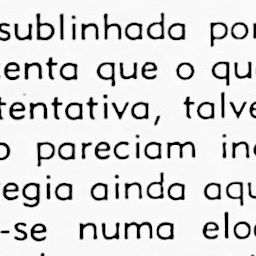 sublinhada por
enta que o qu
tentativa, talve
o pareciam in
egia ainda aqu
-se numa elo